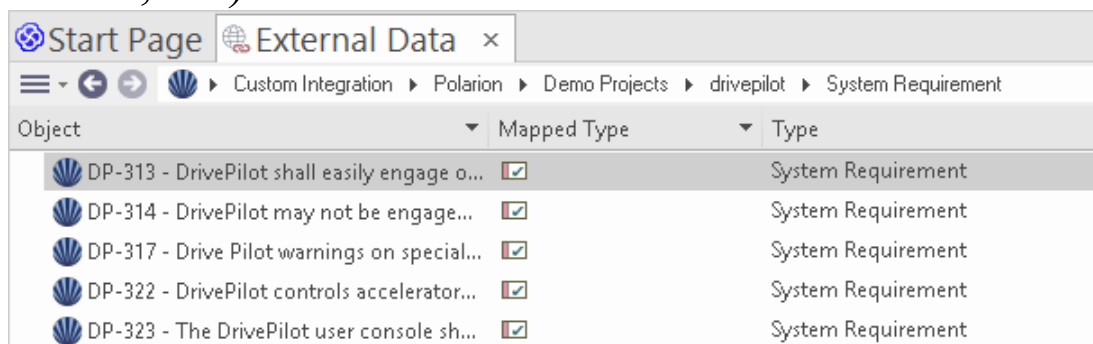 Start Page External Data ×
Custom Integration Polarion Demo Projects drivepilot System Requirement
Object Mapped Type Type
DP-313 - DrivePilot shall easily engage o... System Requirement
DP-314 - DrivePilot may not be engage... System Requirement
DP-317 - Drive Pilot warnings on special... System Requirement
DP-322 - DrivePilot controls accelerator... System Requirement
DP-323 - The DrivePilot user console sh... System Requirement